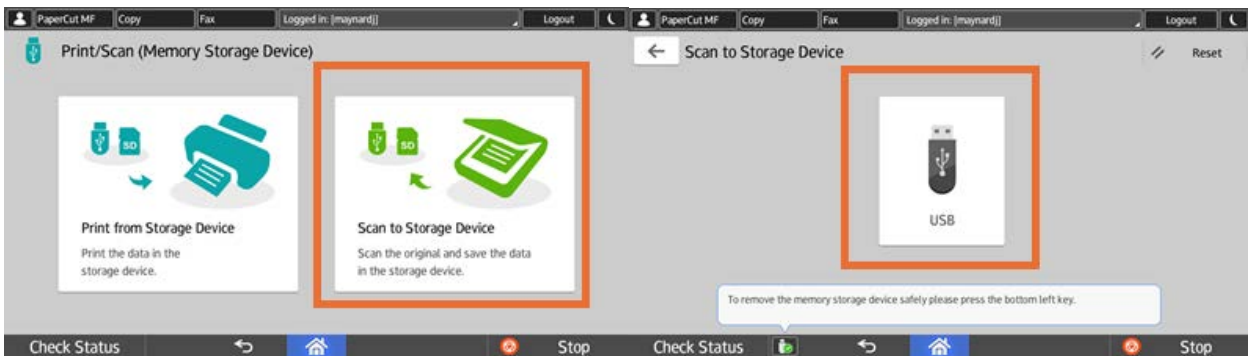 PaperCut MF Copy Fax Logged in: [maynardj] Logout
Print/Scan (Memory Storage Device)
SD
Print from Storage Device
Print the data in the
storage device.
SD
Scan to Storage Device
Scan the original and save the data
in the storage device.
Check Status Stop
PaperCut MF Copy Fax Logged in: [maynardj] Logout
Scan to Storage Device Reset
USB
To remove the memory storage device safely please press the bottom left key.
Check Status Stop